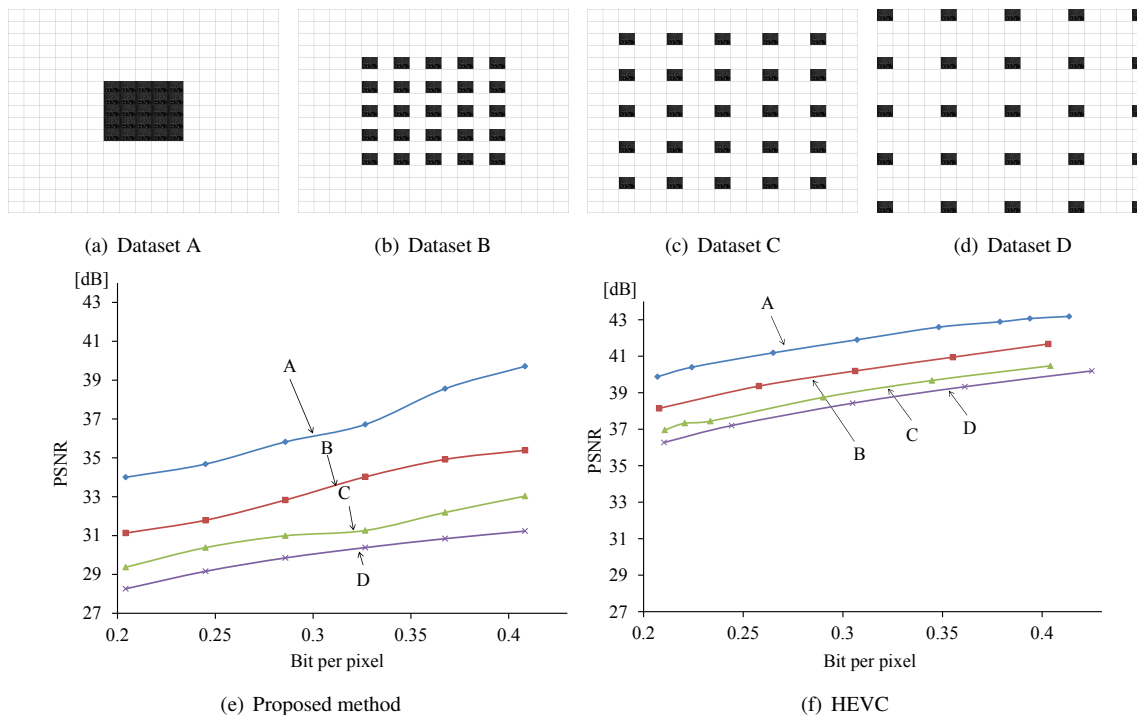 (a) Dataset A
(b) Dataset B
(c) Dataset C
(d) Dataset D
[dB]
43
41
39
37
35
33
31
29
27
PSNR
A
B
C
D
0.2
0.25
0.3
0.35
0.4
Bit per pixel
(e) Proposed method
[dB]
43
41
39
37
35
33
31
29
27
PSNR
A
B
C
D
0.2
0.25
0.3
0.35
0.4
Bit per pixel
(f) HEVC